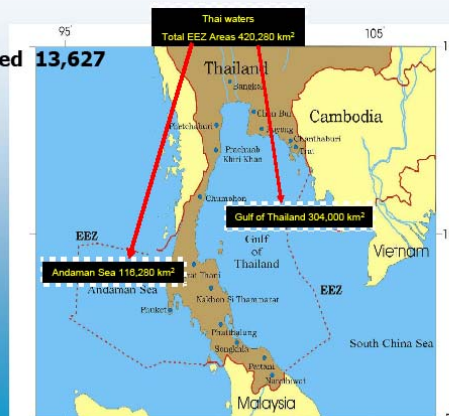 Thai waters
Total EEZ Areas 420,280 km²
95
105
ed 13,627
Thailand
Bangkok
Cambodia
Chon Buri
Phetchaburi
Rayong
Chanthaburi
Trat
Prachuab
Khiri Khan
Chumphon
Gulf of Thailand 304,000 km²
Vietnam
EEZ
Gulf
of
Thailand
Andaman Sea 116,280 km²
Andaman Sea
EEZ
Nakhon Si Thammarat
Phuket
Phatthalung
Songkhla
South China Sea
Pattani
Narathiwat
Malaysia